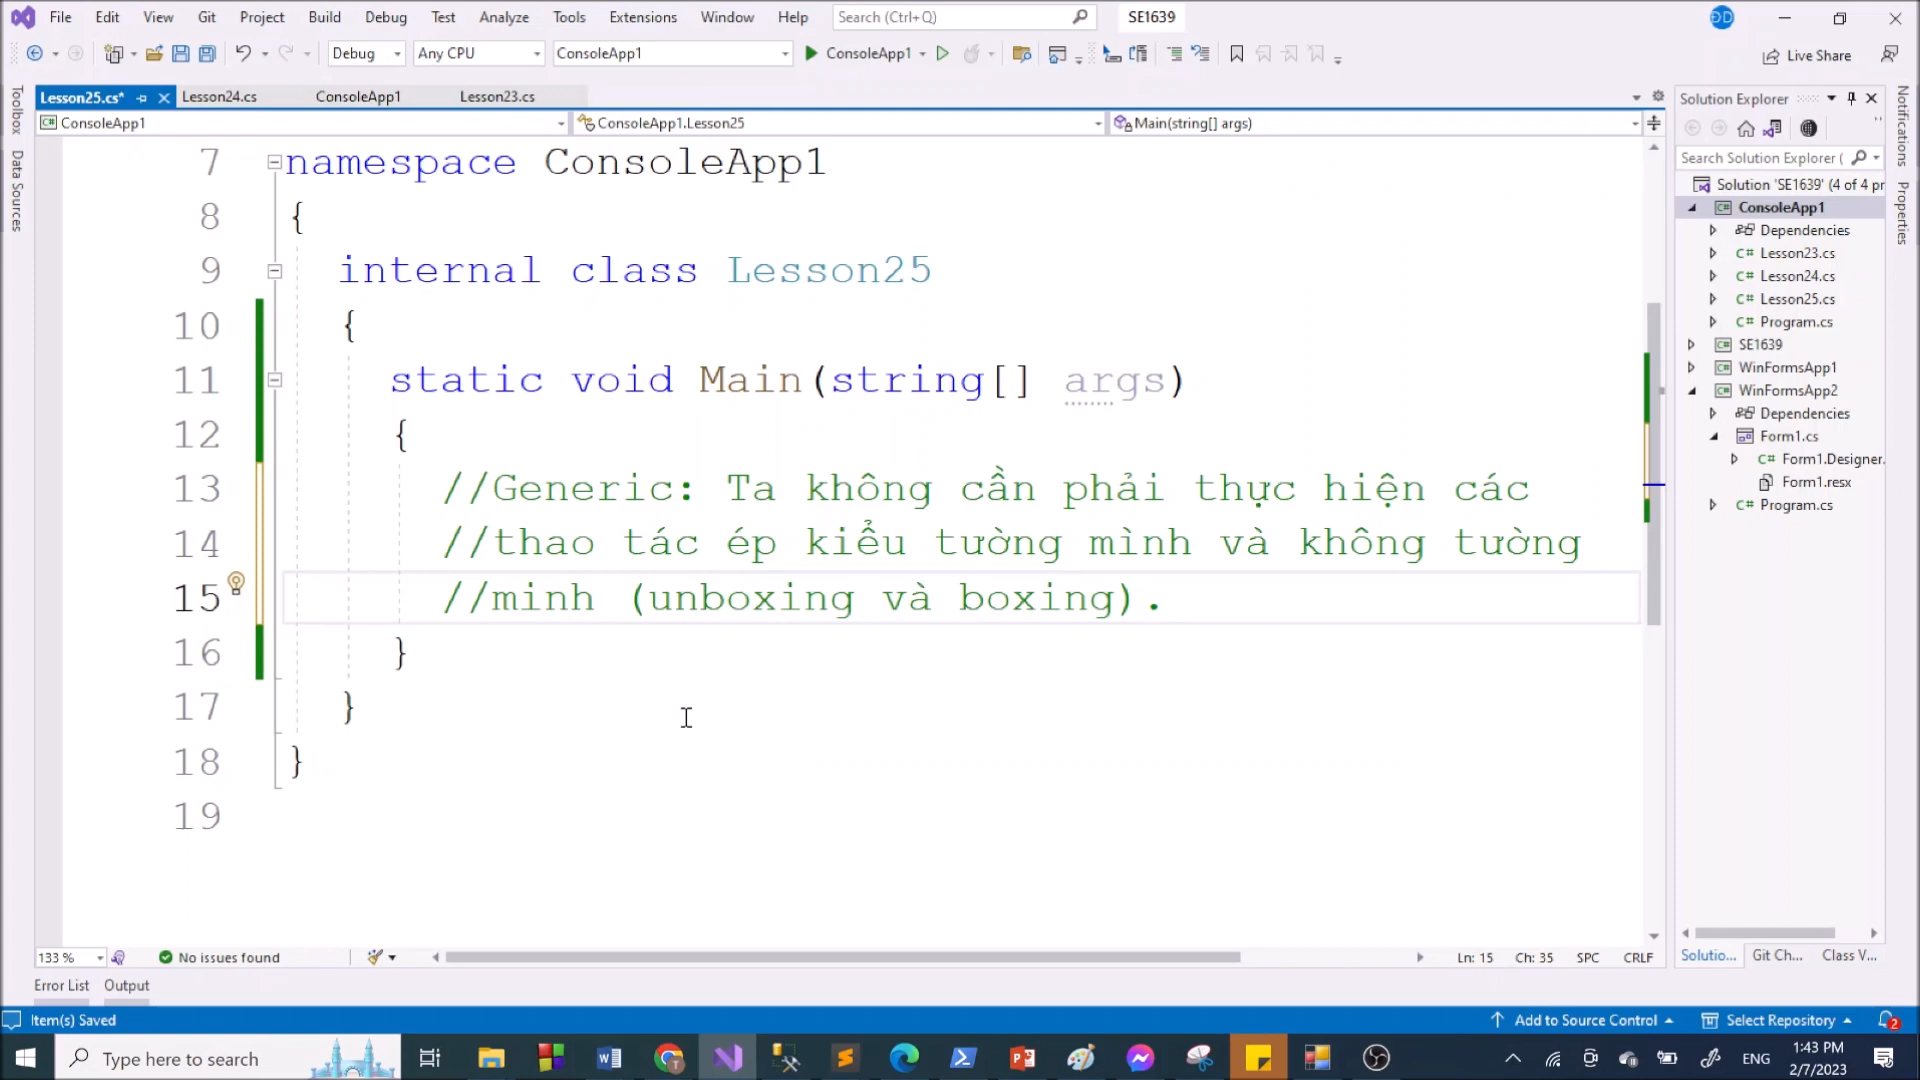 File Edit View Git Project Build Debug Test Analyze Tools Extensions Window Help Search (Ctrl+Q) SE1639
Debug Any CPU ConsoleApp1 ConsoleApp1 Live Share
Lesson25.cs* Lesson24.cs ConsoleApp1 Lesson23.cs
ConsoleApp1 ConsoleApp1.Lesson25 Main(string[] args)
Toolbox
Data Sources
7 namespace ConsoleApp1
8 {
9 internal class Lesson25
10 {
11 static void Main(string[] args)
12 {
13 //Generic: Ta không cần phải thực hiện các
14 //thao tác ép kiểu tường mình và không tường
15 //minh (unboxing và boxing).
16 }
17 }
18 }
19
133 % No issues found Ln: 15 Ch: 35 SPC CRLF
Error List Output
Solution Explorer
Search Solution Explorer (
Solution 'SE1639' (4 of 4 pr
ConsoleApp1
Dependencies
C# Lesson23.cs
C# Lesson24.cs
C# Lesson25.cs
C# Program.cs
SE1639
WinFormsApp1
WinFormsApp2
Dependencies
Form1.cs
C# Form1.Designer.
Form1.resx
C# Program.cs
Solutio... Git Ch... Class V...
Notifications
Properties
Item(s) Saved Add to Source Control Select Repository 2
Type here to search ENG 1:43 PM
2/7/2023